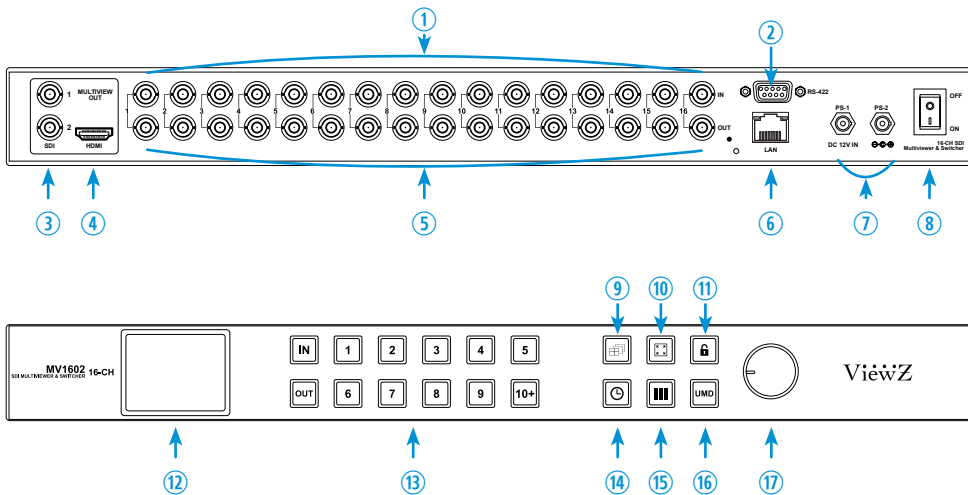 ① ②
1 MULTIVIEW OUT
2
SDI HDMI
1 2 3 4 5 6 7 8 9 10 11 12 13 14 15 16
IN
OUT
RS-422
LAN
PS-1 PS-2
DC 12V IN
OFF
ON
16-CH SDI
Multiviewer & Switcher
③ ④ ⑤ ⑥ ⑦ ⑧
⑨ ⑩ ⑪
MV1602 16-CH
SDI MULTIVIEWER & SWITCHER
IN 1 2 3 4 5
OUT 6 7 8 9 10+
UMD
ViewZ
⑫ ⑬ ⑭ ⑮ ⑯ ⑰